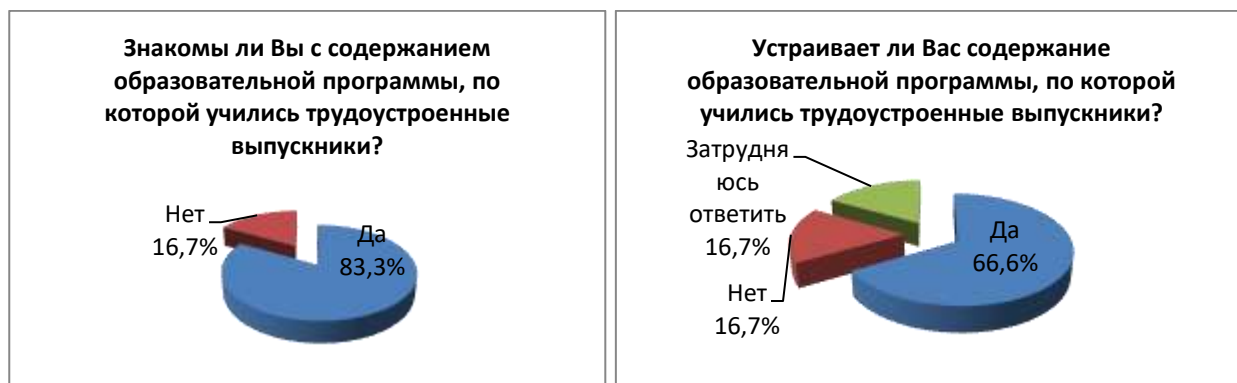 Знакомы ли Вы с содержанием
образовательной программы, по
которой учились трудоустроенные
выпускники?
Нет
16,7%
Да
83,3%
Устраивает ли Вас содержание
образовательной программы, по которой
учились трудоустроенные выпускники?
Затрудня
юсь
ответить
16,7%
Нет
16,7%
Да
66,6%